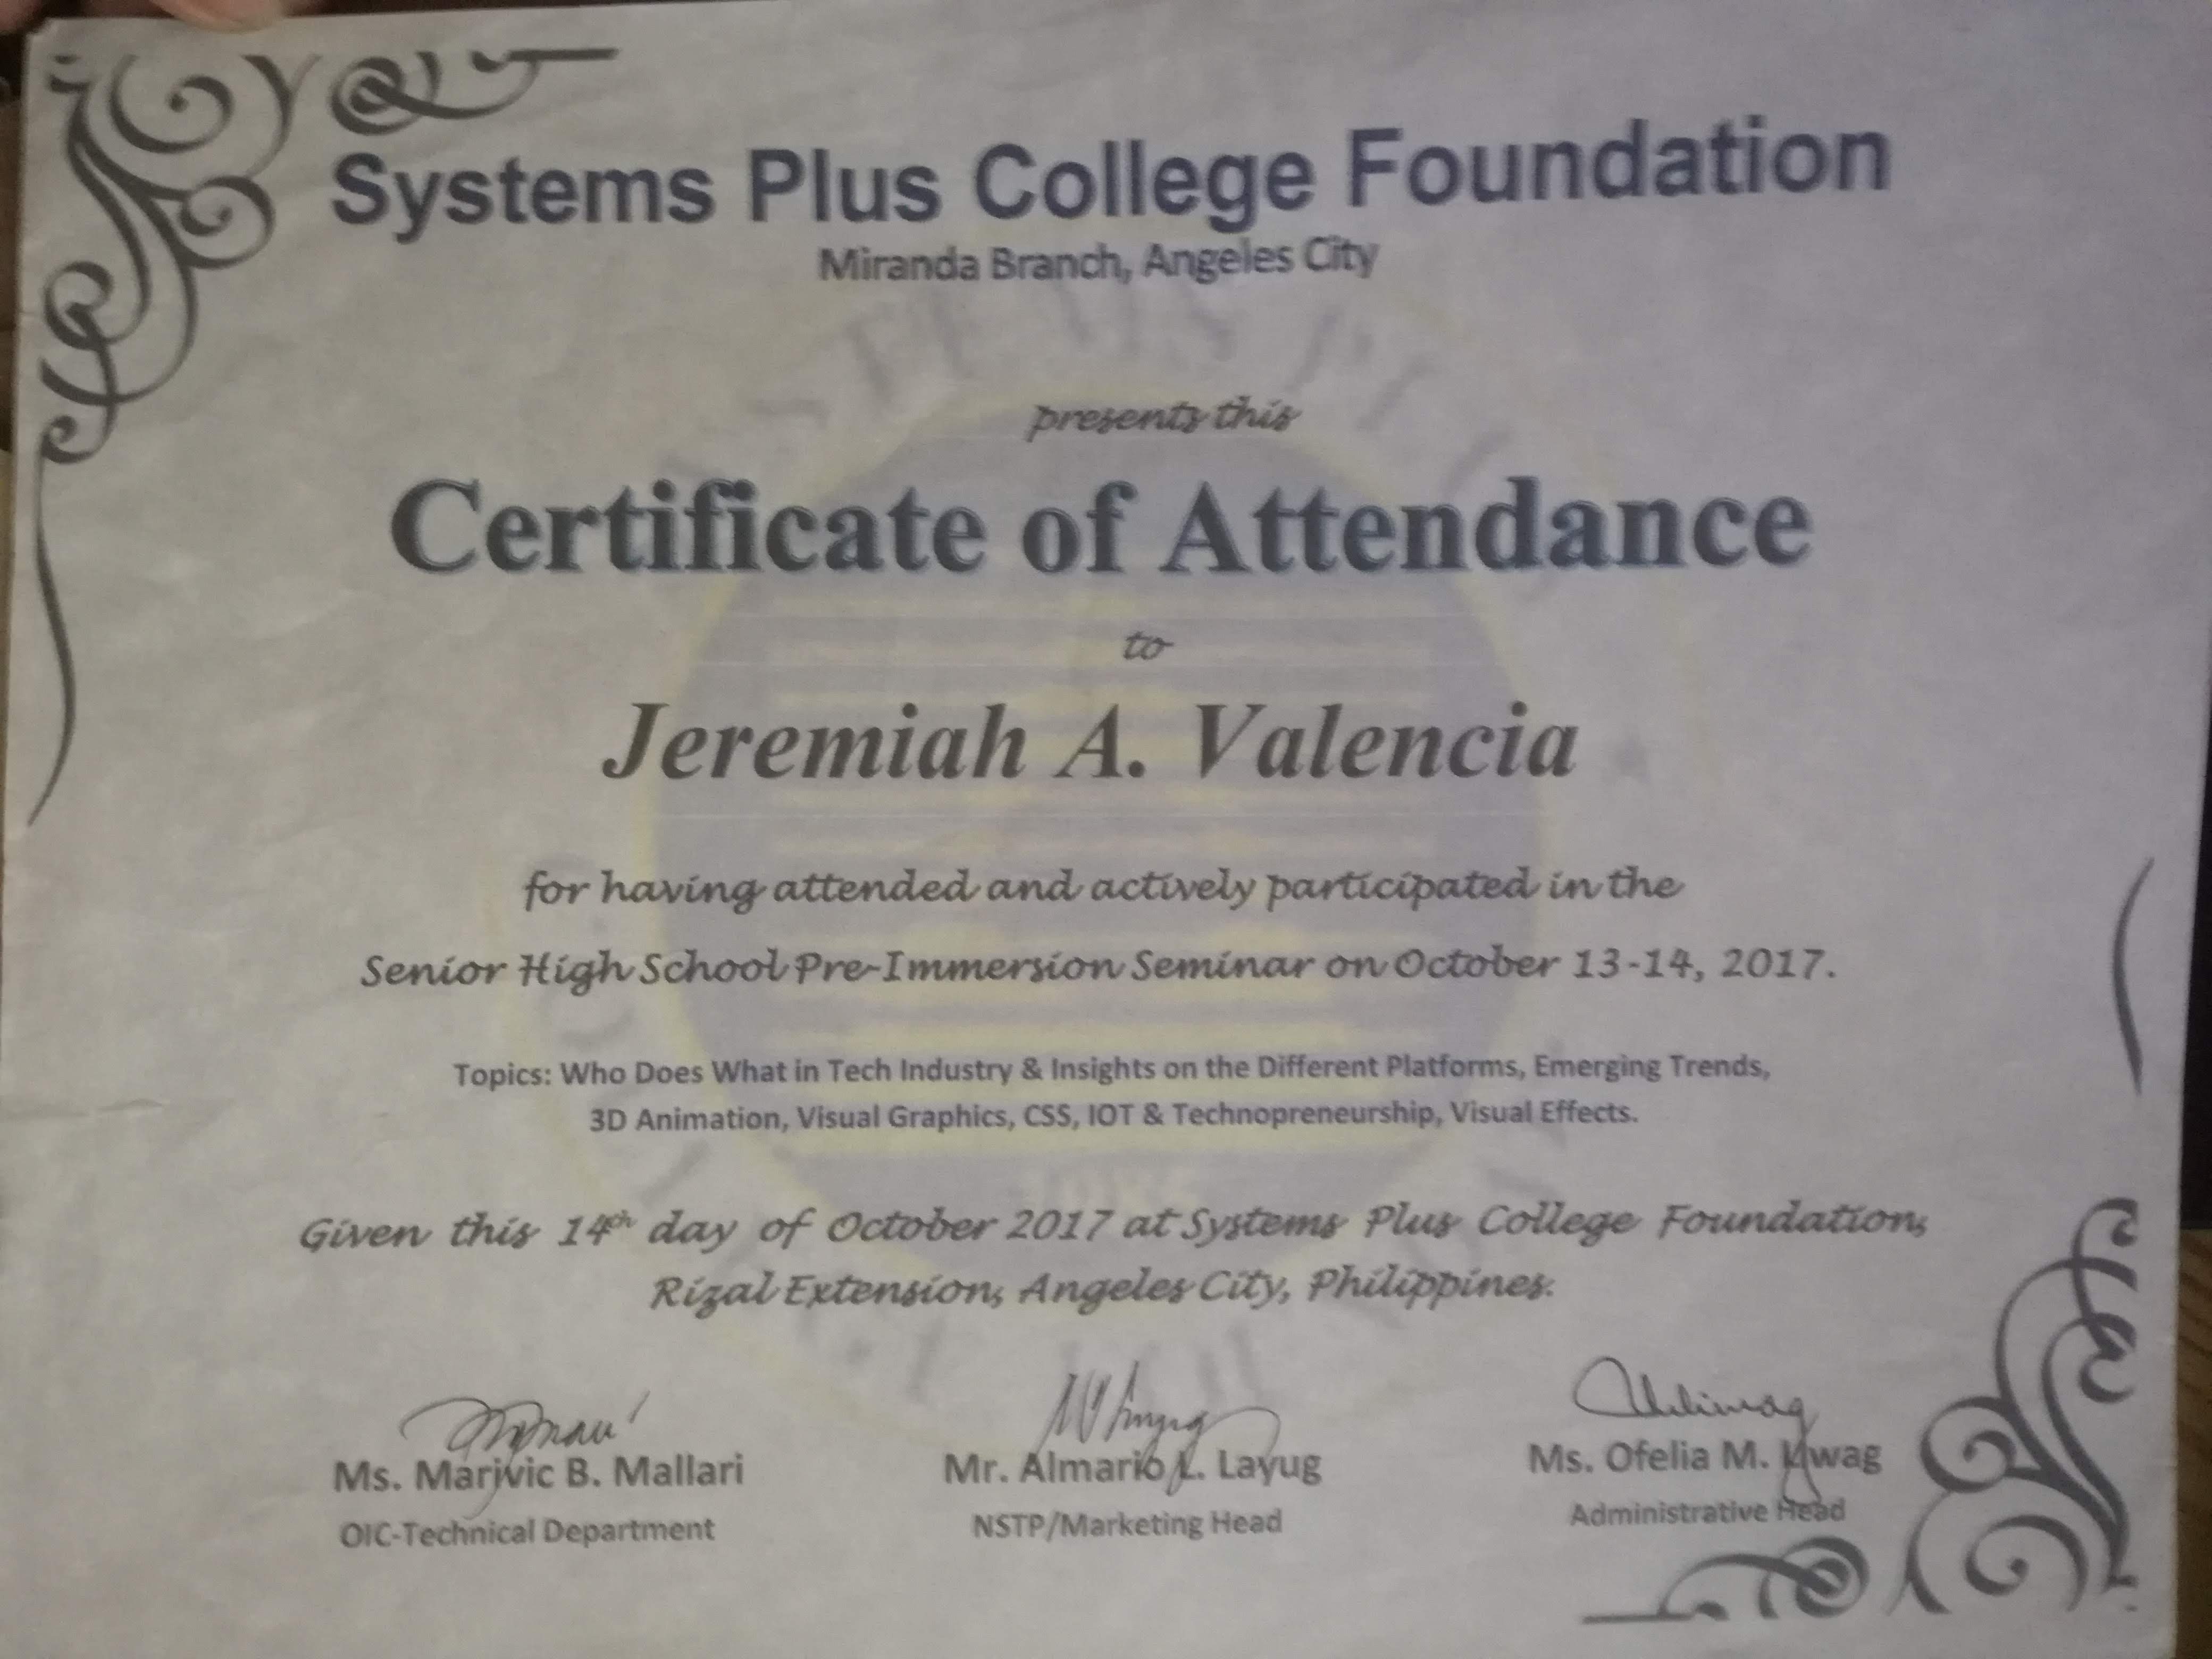 Systems Plus College Foundation
Miranda Branch, Angeles City
presents this
Certificate of Attendance
to
Jeremiah A. Valencia
for having attended and actively participated in the
Senior High School Pre-Immersion Seminar on October 13-14, 2017.
Topics: Who Does What in Tech Industry & Insights on the Different Platforms, Emerging Trends,
3D Animation, Visual Graphics, CSS, IOT & Technopreneurship, Visual Effects.
Given this 14th day of October 2017 at Systems Plus College Foundation,
Rizal Extension, Angeles City, Philippines.
Ms. Marivic B. Mallari
OIC-Technical Department
Mr. Almario L. Layug
NSTP/Marketing Head
Ms. Ofelia M.
Administrative Head